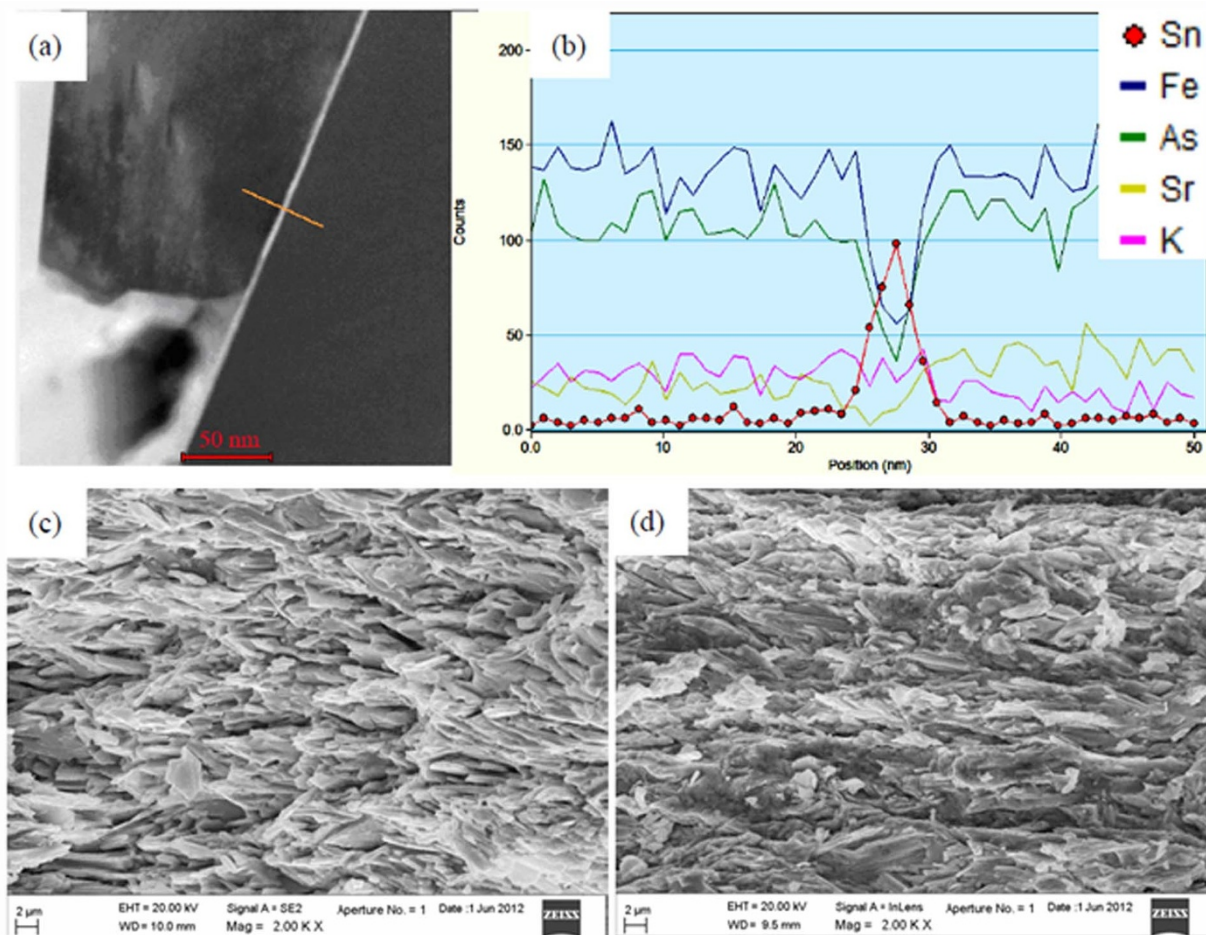 (a)
50 nm
(b)
200
150
100
50
0.0
Counts
0.0 10 20 30 40 50
Position (nm)
Sn
Fe
As
Sr
K
(c)
2 µm
EHT = 20.00 kV Signal A = SE2 Aperture No. = 1 Date :1 Jun 2012
WD = 10.0 mm Mag = 2.00 K X
ZEISS
(d)
2 µm
EHT = 20.00 kV Signal A = InLens Aperture No. = 1 Date :1 Jun 2012
WD = 9.5 mm Mag = 2.00 K X
ZEISS